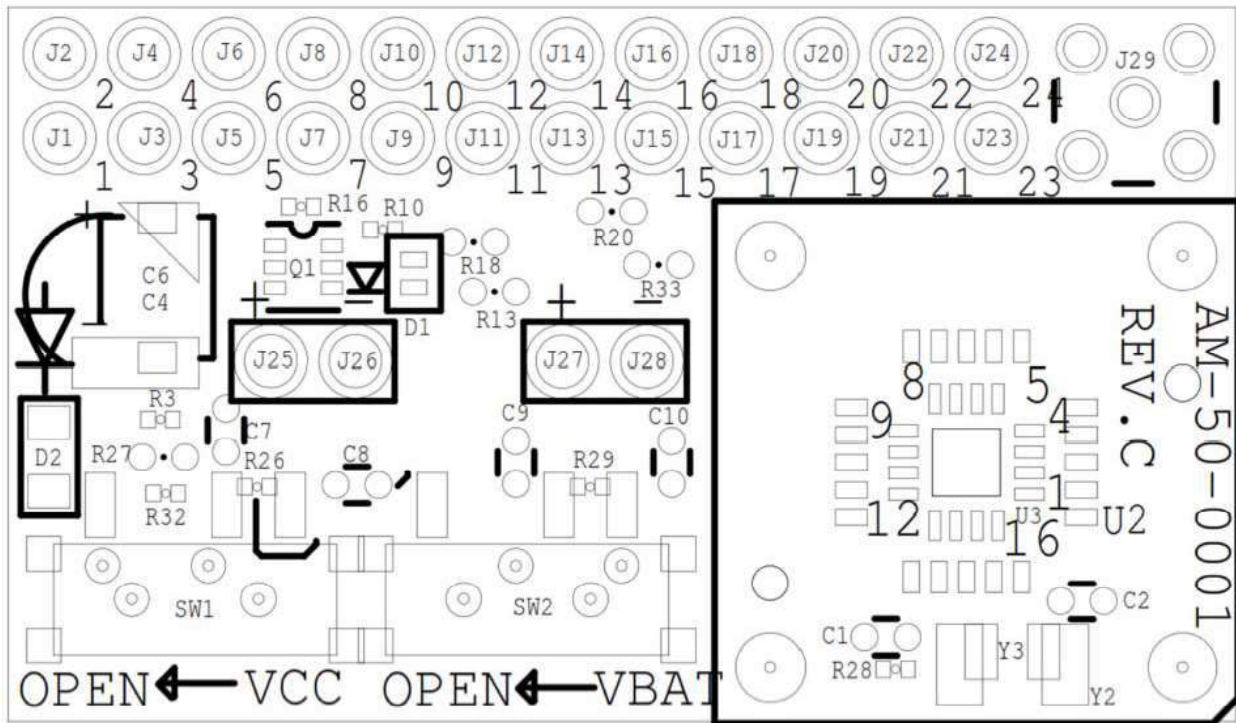 J2 J4 J6 J8 J10 J12 J14 J16 J18 J20 J22 J24 J29
2 4 6 8 10 12 14 16 18 20 22 24
J1 J3 J5 J7 J9 J11 J13 J15 J17 J19 J21 J23
1 3 5 7 9 11 13 15 17 19 21 23
R16 R10 R20
+ C6 Q1 R18 R33
C4 R13
+ − D1 + −
J25 J26 J27 J28
AM-50-0001
REV.C
8 5
R3 9 4
C7 C9 C10
D2 R27 R26 C8 R29
R32 12 1 U3 U2
16
SW1 SW2 C2
C1 Y3
R28 Y2
OPEN VCC OPEN VBAT